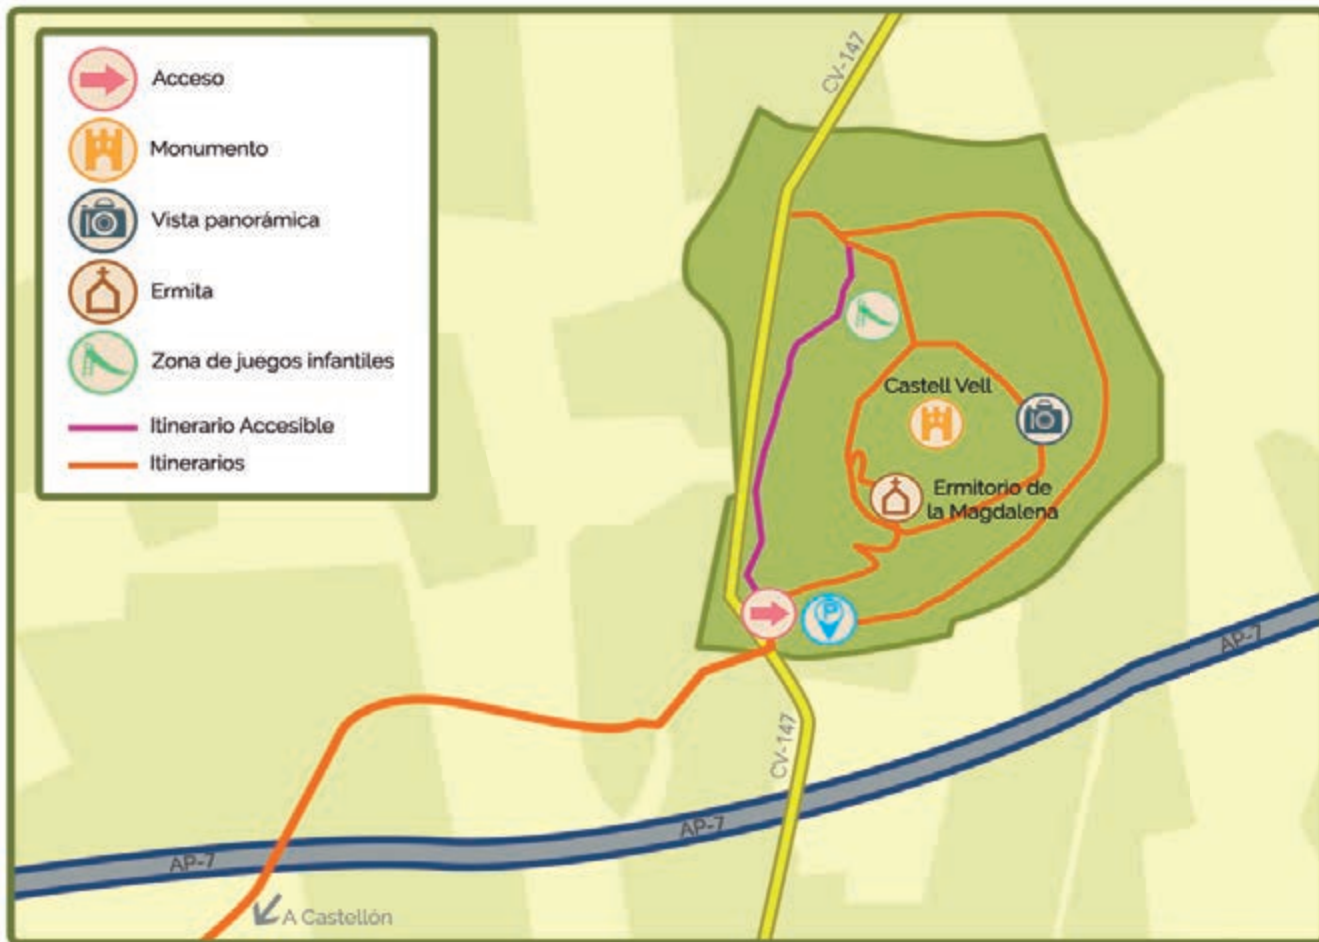 Acceso
Monumento
Vista panorámica
Ermita
Zona de juegos infantiles
Itinerario Accesible
Itinerarios
CV-147
Castell Vell
Ermitorio de
la Magdalena
P
AP-7
CV-147
AP-7
AP-7
A Castellón